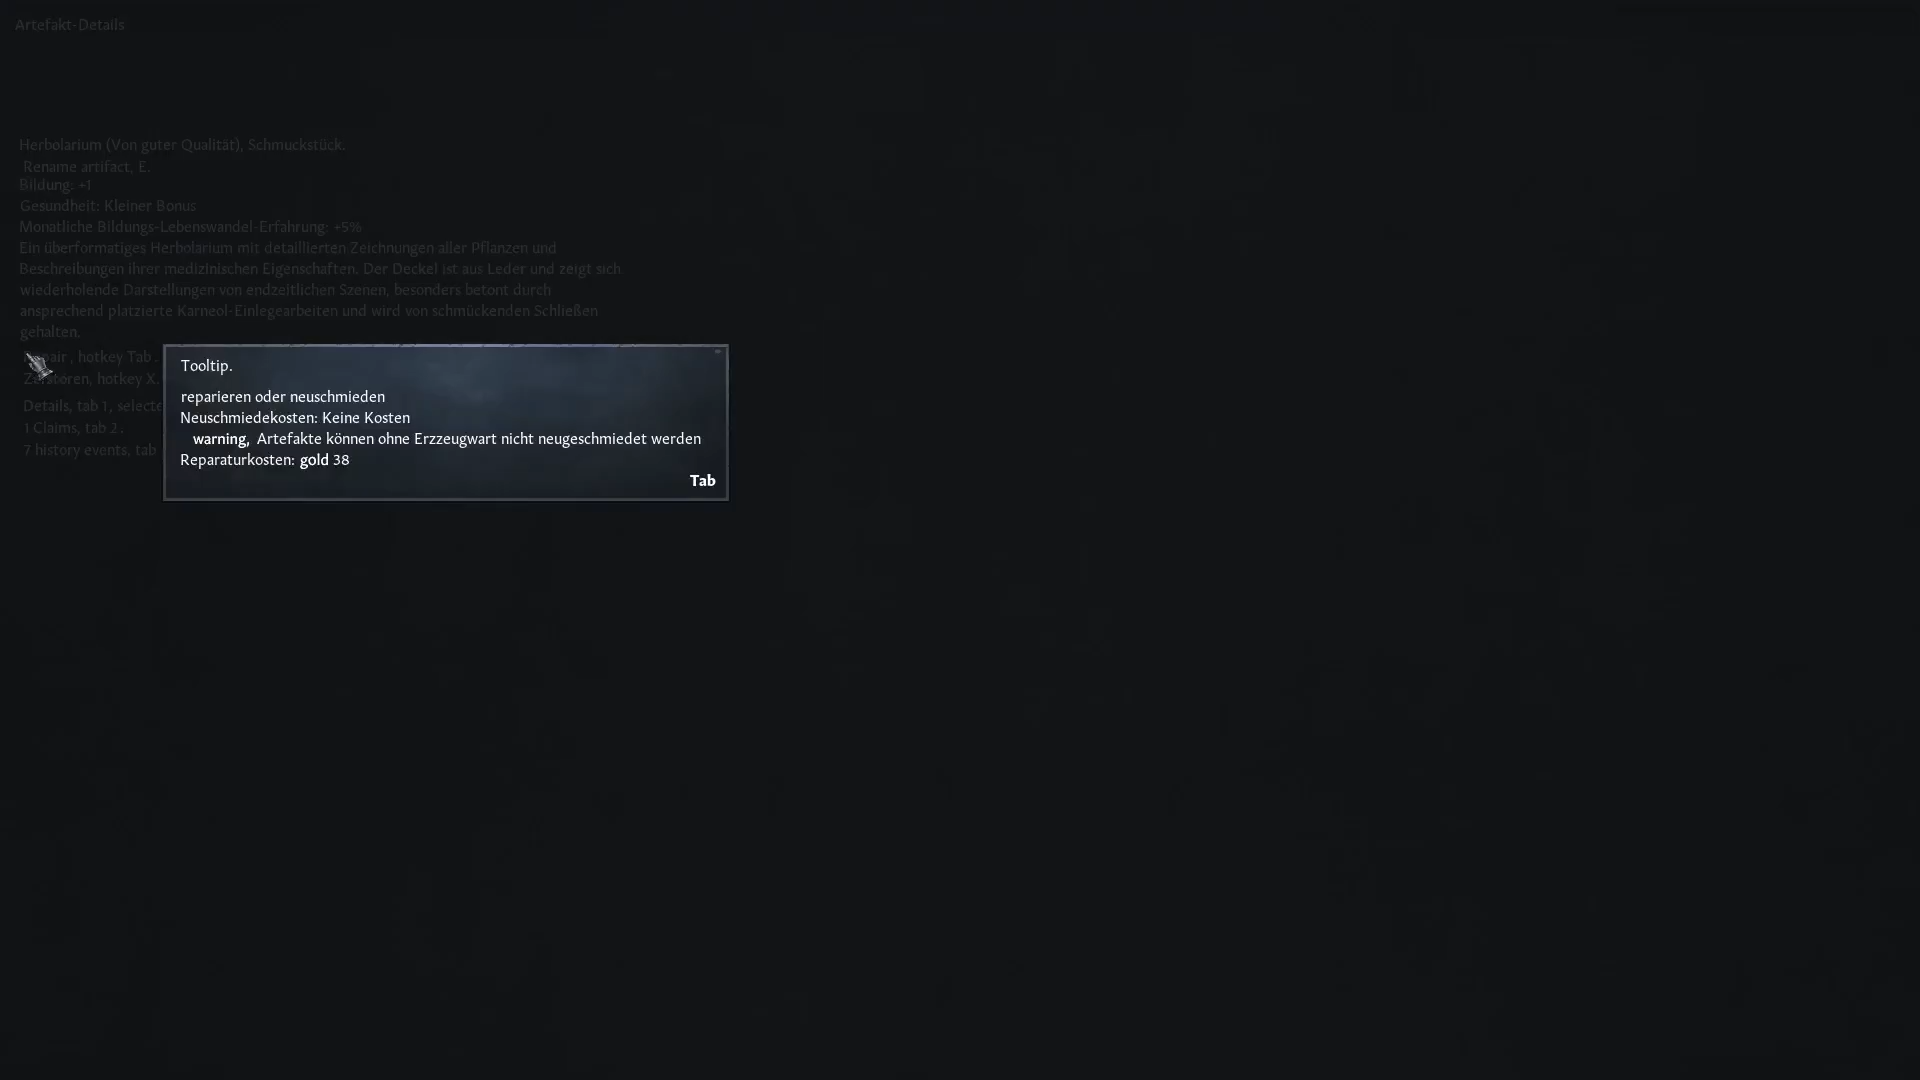 Artefakt-Details
Herbolarium (Von guter Qualität), Schmuckstück.
Rename artifact, E.
Bildung: +1
Gesundheit: Kleiner Bonus
Monatliche Bildungs-Lebenswandel-Erfahrung: +5%
Ein überformatiges Herbolarium mit detaillierten Zeichnungen aller Pflanzen und
Beschreibungen ihrer medizinischen Eigenschaften. Der Deckel ist aus Leder und zeigt sich
wiederholende Darstellungen von endzeitlichen Szenen, besonders betont durch
ansprechend platzierte Karneol-Einlegearbeiten und wird von schmückenden Schließen
gehalten.
, hotkey Tab .
Zerstören, hotkey X.
Details, tab 1,
1 Claims, tab 2 .
7 history events, tab
Tooltip.
reparieren oder neuschmieden
Neuschmiedekosten: Keine Kosten
warning, Artefakte können ohne Erzzeugwart nicht neugeschmiedet werden
Reparaturkosten: gold 38
Tab